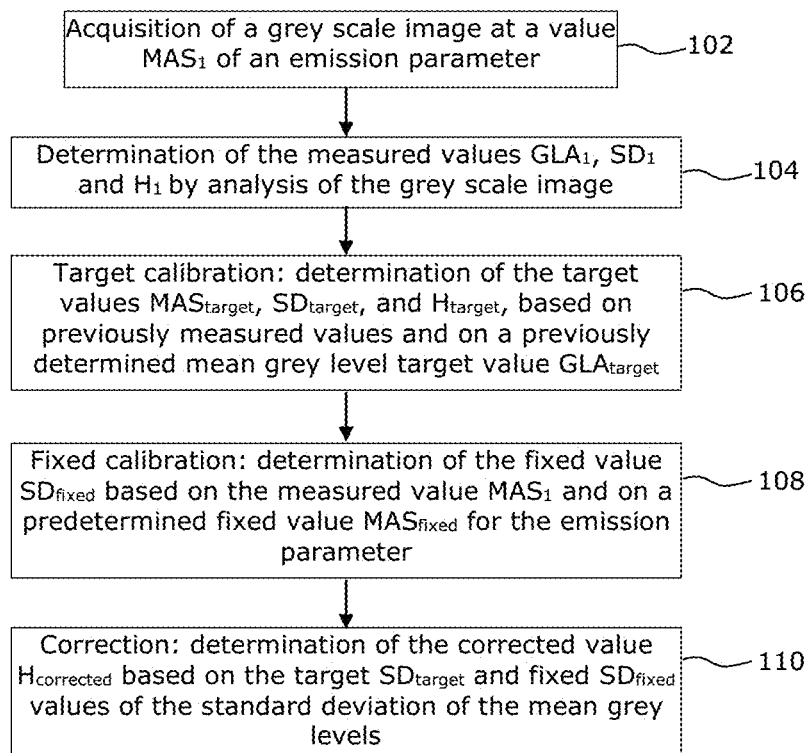 Acquisition of a grey scale image at a value
MAS₁ of an emission parameter
102
Determination of the measured values GLA₁, SD₁
and H₁ by analysis of the grey scale image
104
Target calibration: determination of the target
values MAStarget, SDtarget, and Htarget, based on
previously measured values and on a previously
determined mean grey level target value GLAtarget
106
Fixed calibration: determination of the fixed value
SDfixed based on the measured value MAS₁ and on a
predetermined fixed value MASfixed for the emission
parameter
108
Correction: determination of the corrected value
Hcorrected based on the target SDtarget and fixed SDfixed
values of the standard deviation of the mean grey
levels
110